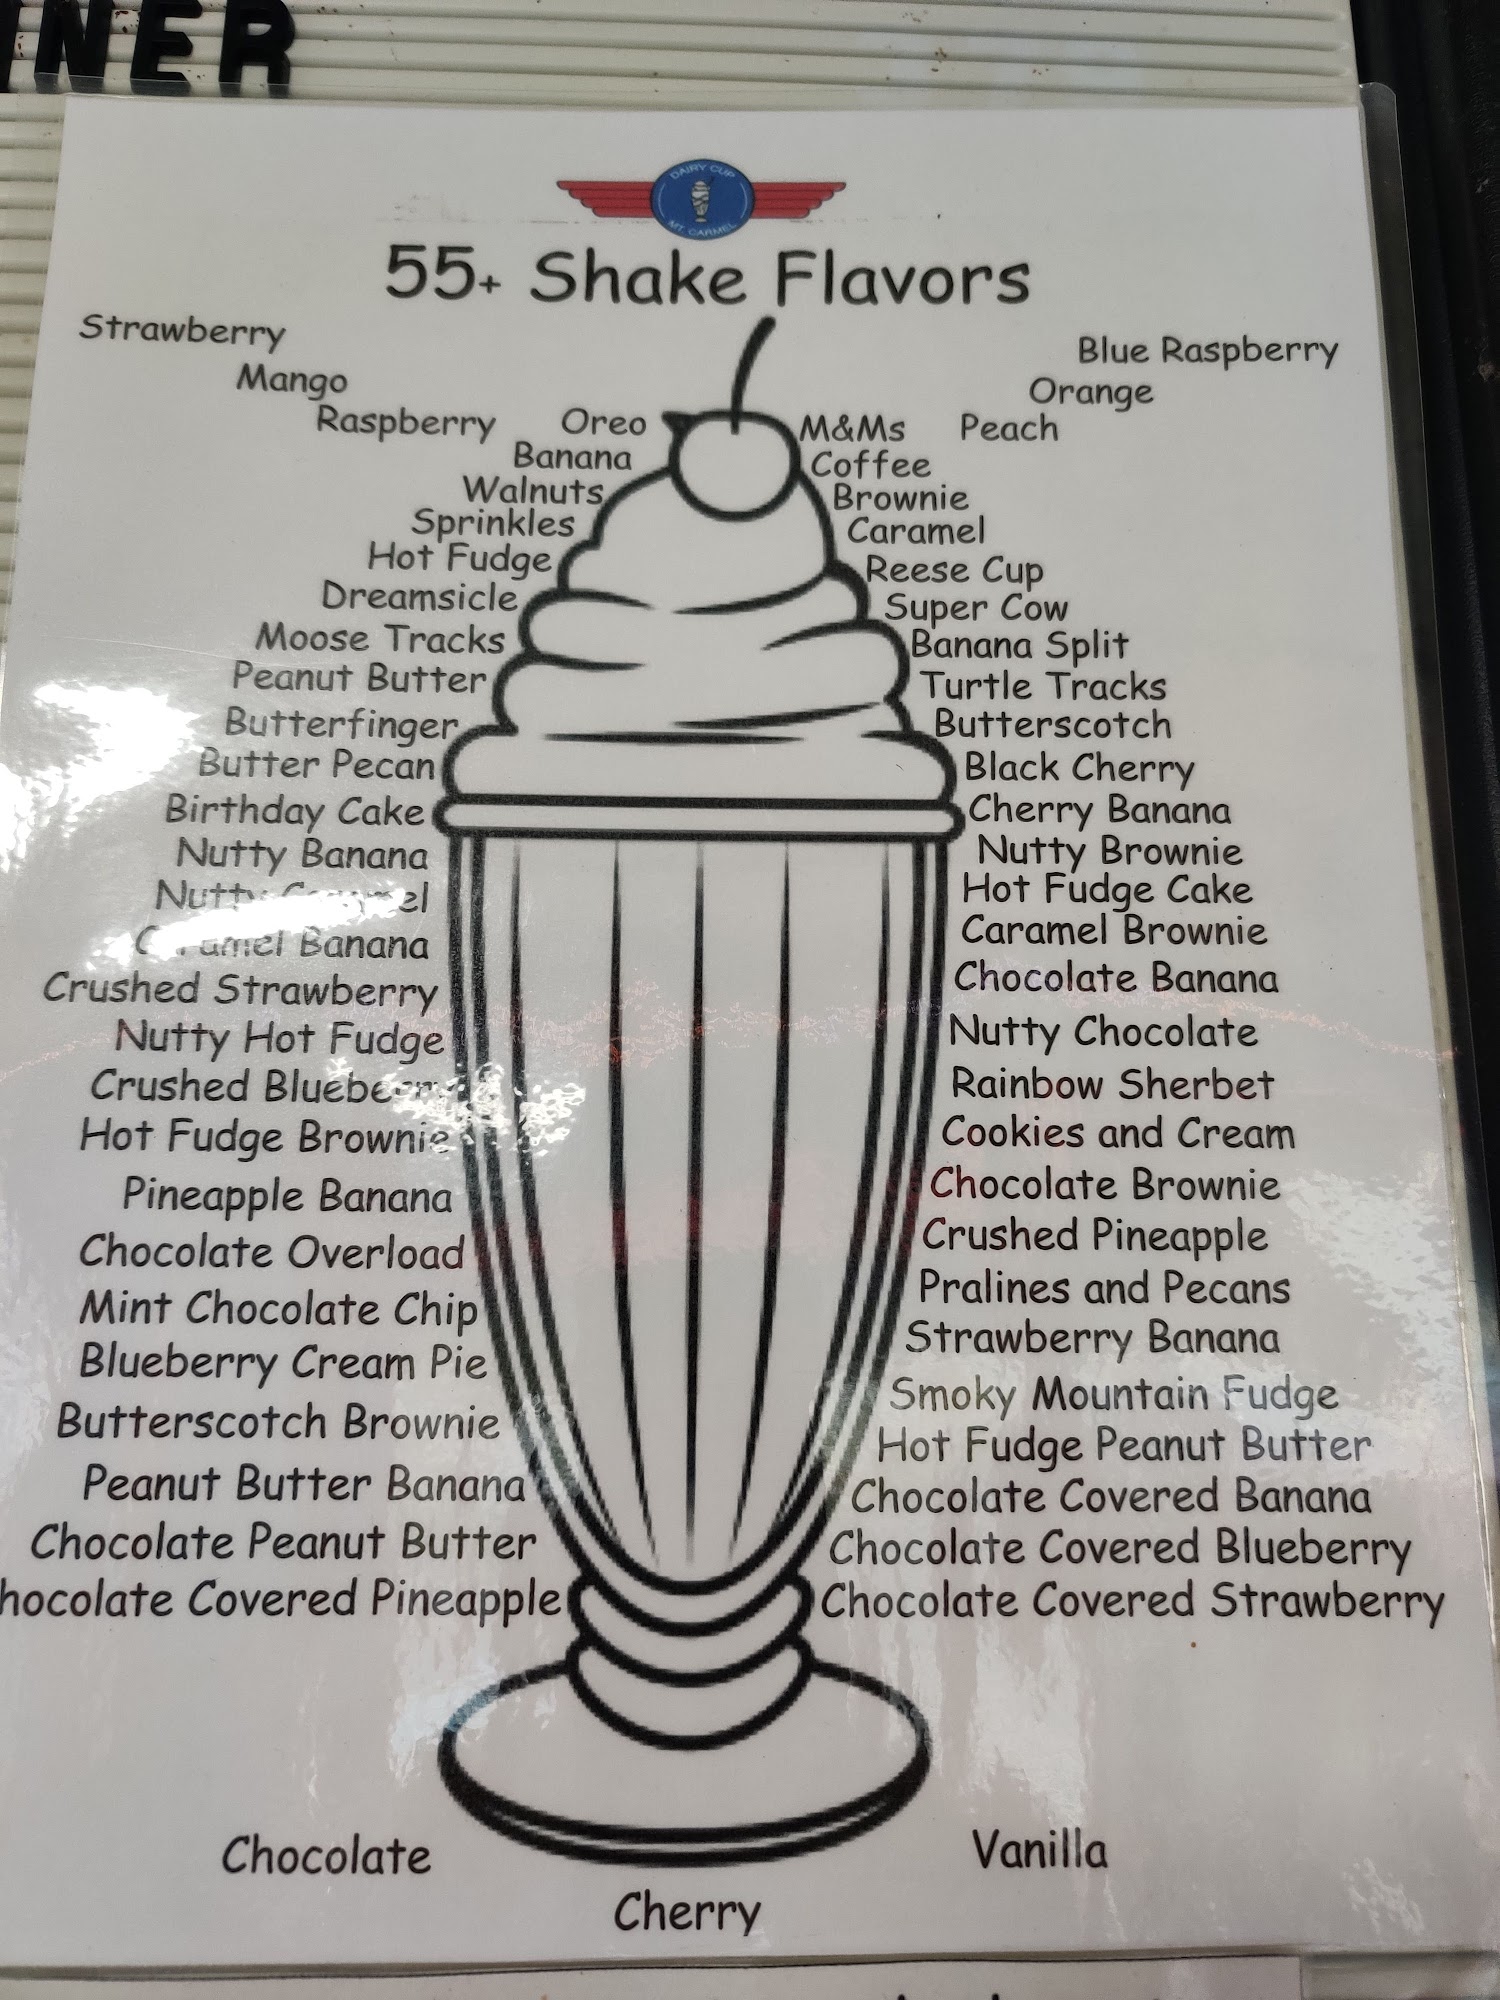 INER
DAIRY CUP
MT. CARMEL
55+ Shake Flavors
Strawberry
Mango
Raspberry
Blue Raspberry
Orange
Peach
Oreo
Banana
Walnuts
Sprinkles
Hot Fudge
Dreamsicle
Moose Tracks
Peanut Butter
Butterfinger
Butter Pecan
Birthday Cake
Nutty Banana
Nutty Caramel
Caramel Banana
Crushed Strawberry
Nutty Hot Fudge
Crushed Blueberry
Hot Fudge Brownie
Pineapple Banana
Chocolate Overload
Mint Chocolate Chip
Blueberry Cream Pie
Butterscotch Brownie
Peanut Butter Banana
Chocolate Peanut Butter
hocolate Covered Pineapple
M&Ms
Coffee
Brownie
Caramel
Reese Cup
Super Cow
Banana Split
Turtle Tracks
Butterscotch
Black Cherry
Cherry Banana
Nutty Brownie
Hot Fudge Cake
Caramel Brownie
Chocolate Banana
Nutty Chocolate
Rainbow Sherbet
Cookies and Cream
Chocolate Brownie
Crushed Pineapple
Pralines and Pecans
Strawberry Banana
Smoky Mountain Fudge
Hot Fudge Peanut Butter
Chocolate Covered Banana
Chocolate Covered Blueberry
Chocolate Covered Strawberry
Chocolate
Vanilla
Cherry